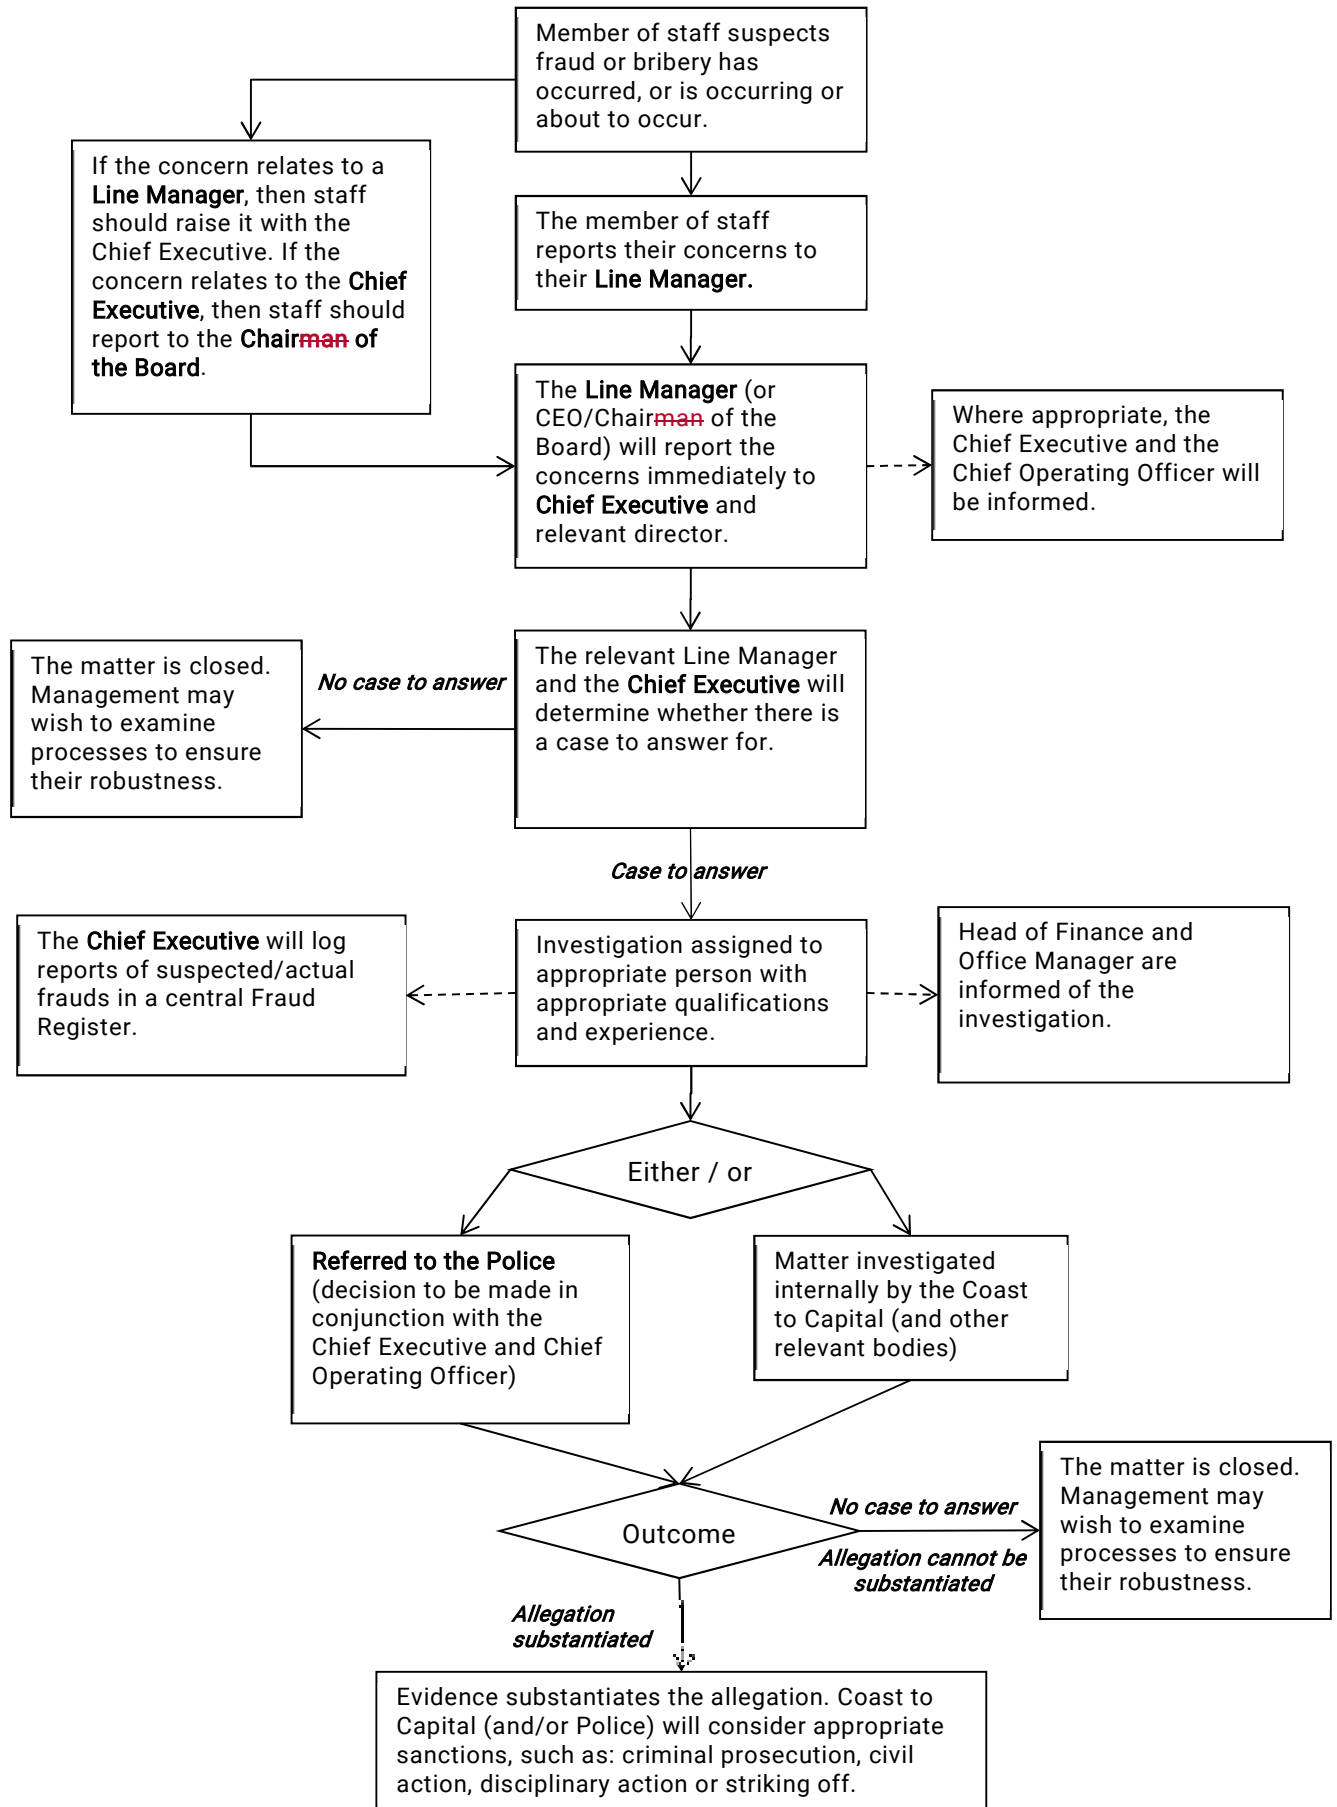 Member of staff suspects
fraud or bribery has
occurred, or is occurring or
about to occur.
If the concern relates to a
Line Manager, then staff
should raise it with the
Chief Executive. If the
concern relates to the Chief
Executive, then staff should
report to the Chairman of
the Board.
The member of staff
reports their concerns to
their Line Manager.
The Line Manager (or
CEO/Chairman of the
Board) will report the
concerns immediately to
Chief Executive and
relevant director.
Where appropriate, the
Chief Executive and the
Chief Operating Officer will
be informed.
The relevant Line Manager
and the Chief Executive will
determine whether there is
a case to answer for.
No case to answer
The matter is closed.
Management may
wish to examine
processes to ensure
their robustness.
Case to answer
The Chief Executive will log
reports of suspected/actual
frauds in a central Fraud
Register.
Investigation assigned to
appropriate person with
appropriate qualifications
and experience.
Head of Finance and
Office Manager are
informed of the
investigation.
Either / or
Referred to the Police
(decision to be made in
conjunction with the
Chief Executive and Chief
Operating Officer)
Matter investigated
internally by the Coast
to Capital (and other
relevant bodies)
Outcome
No case to answer
Allegation cannot be
substantiated
The matter is closed.
Management may
wish to examine
processes to ensure
their robustness.
Allegation
substantiated
Evidence substantiates the allegation. Coast to
Capital (and/or Police) will consider appropriate
sanctions, such as: criminal prosecution, civil
action, disciplinary action or striking off.